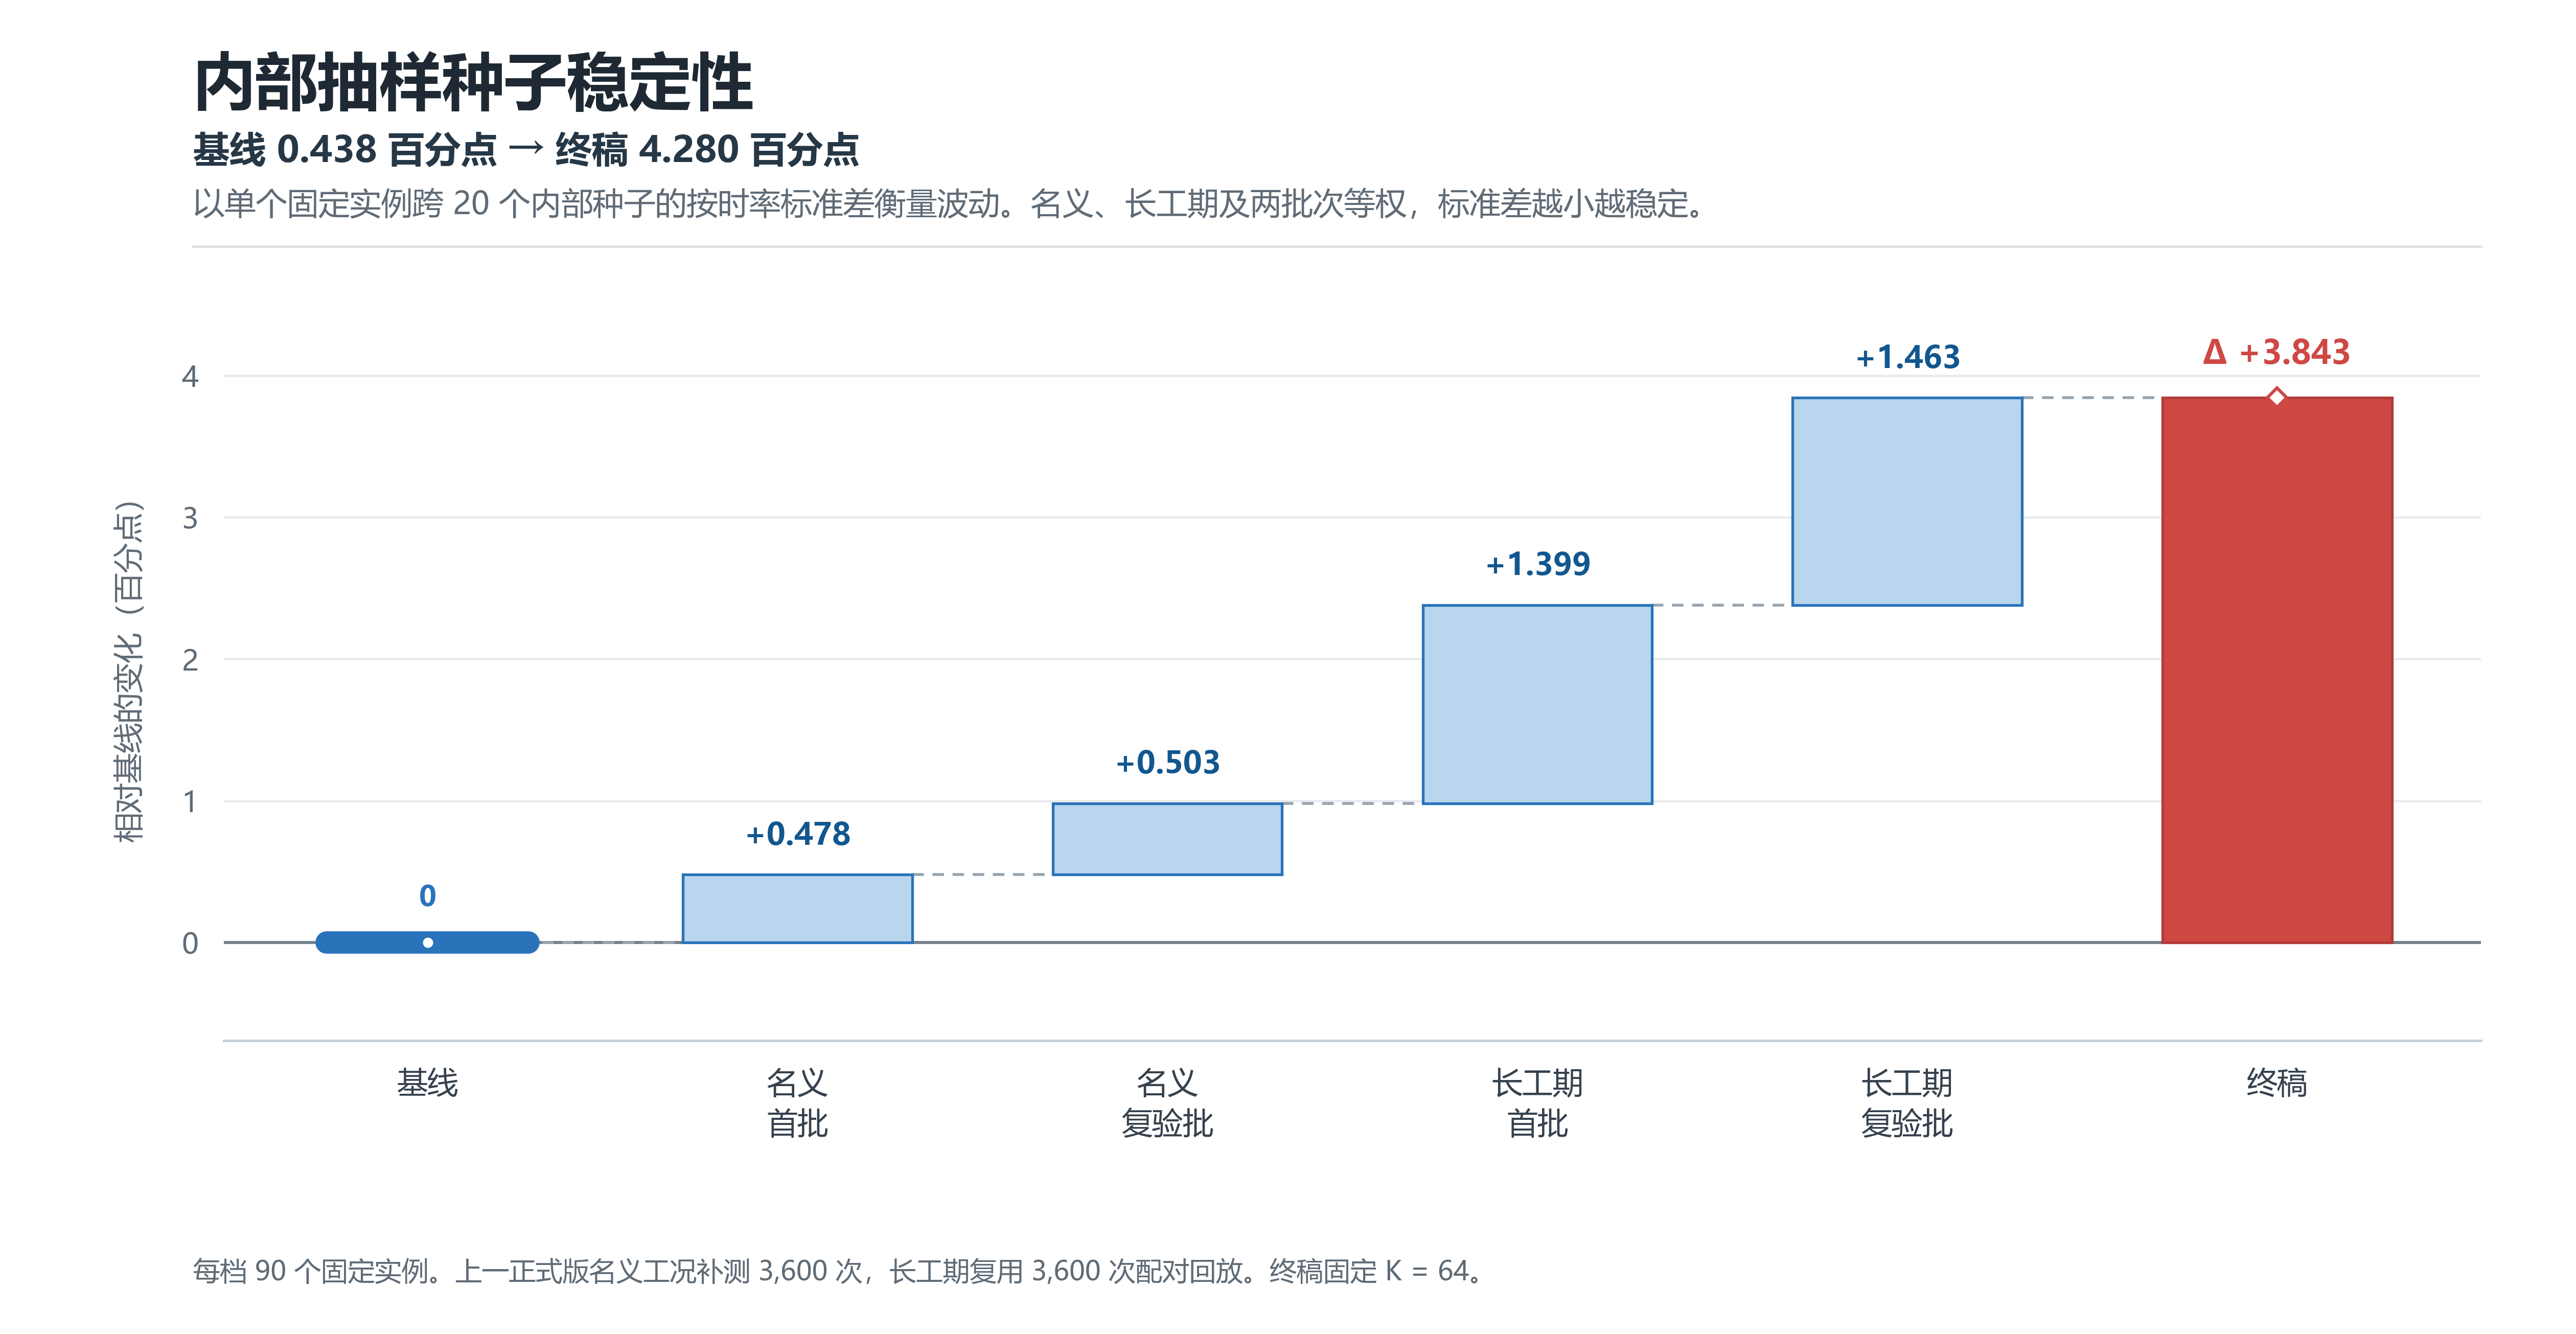 内部抽样种子稳定性
基线 0.438 百分点 → 终稿 4.280 百分点
以单个固定实例跨 20 个内部种子的按时率标准差衡量波动。名义、长工期及两批次等权，标准差越小越稳定。
相对基线的变化（百分点）
4
3
2
1
0
0
+0.478
+0.503
+1.399
+1.463
Δ +3.843
基线
名义
首批
名义
复验批
长工期
首批
长工期
复验批
终稿
每档 90 个固定实例。上一正式版名义工况补测 3,600 次，长工期复用 3,600 次配对回放。终稿固定 K = 64。